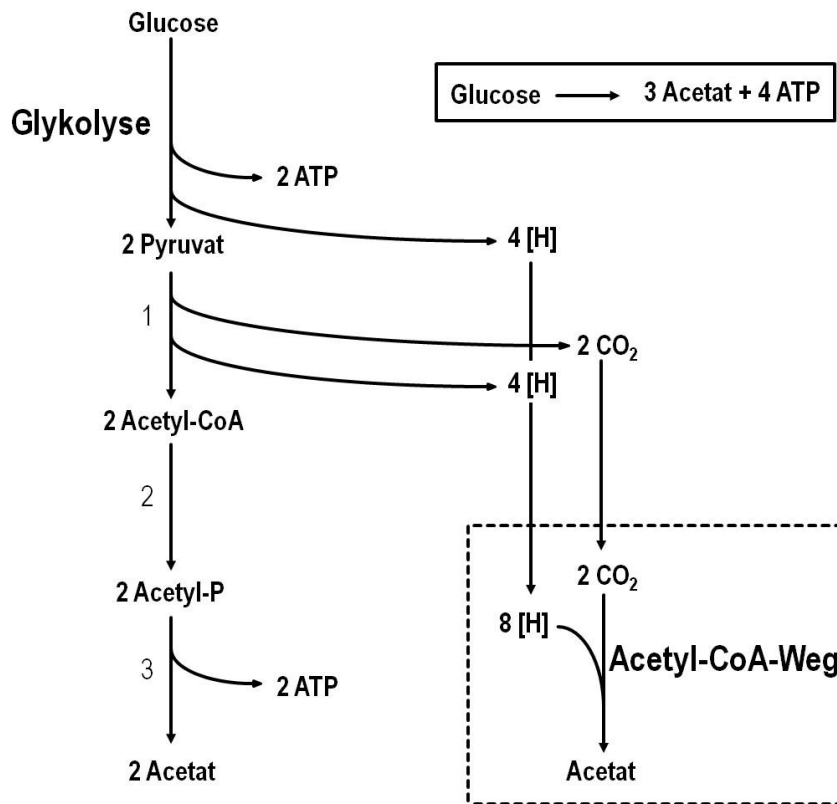 Glucose
Glucose → 3 Acetat + 4 ATP
Glykolyse
2 ATP
2 Pyruvat
4 [H]
1
2 CO₂
4 [H]
2 Acetyl-CoA
2
2 Acetyl-P
2 CO₂
8 [H]
3
Acetyl-CoA-Weg
2 ATP
2 Acetat
Acetat